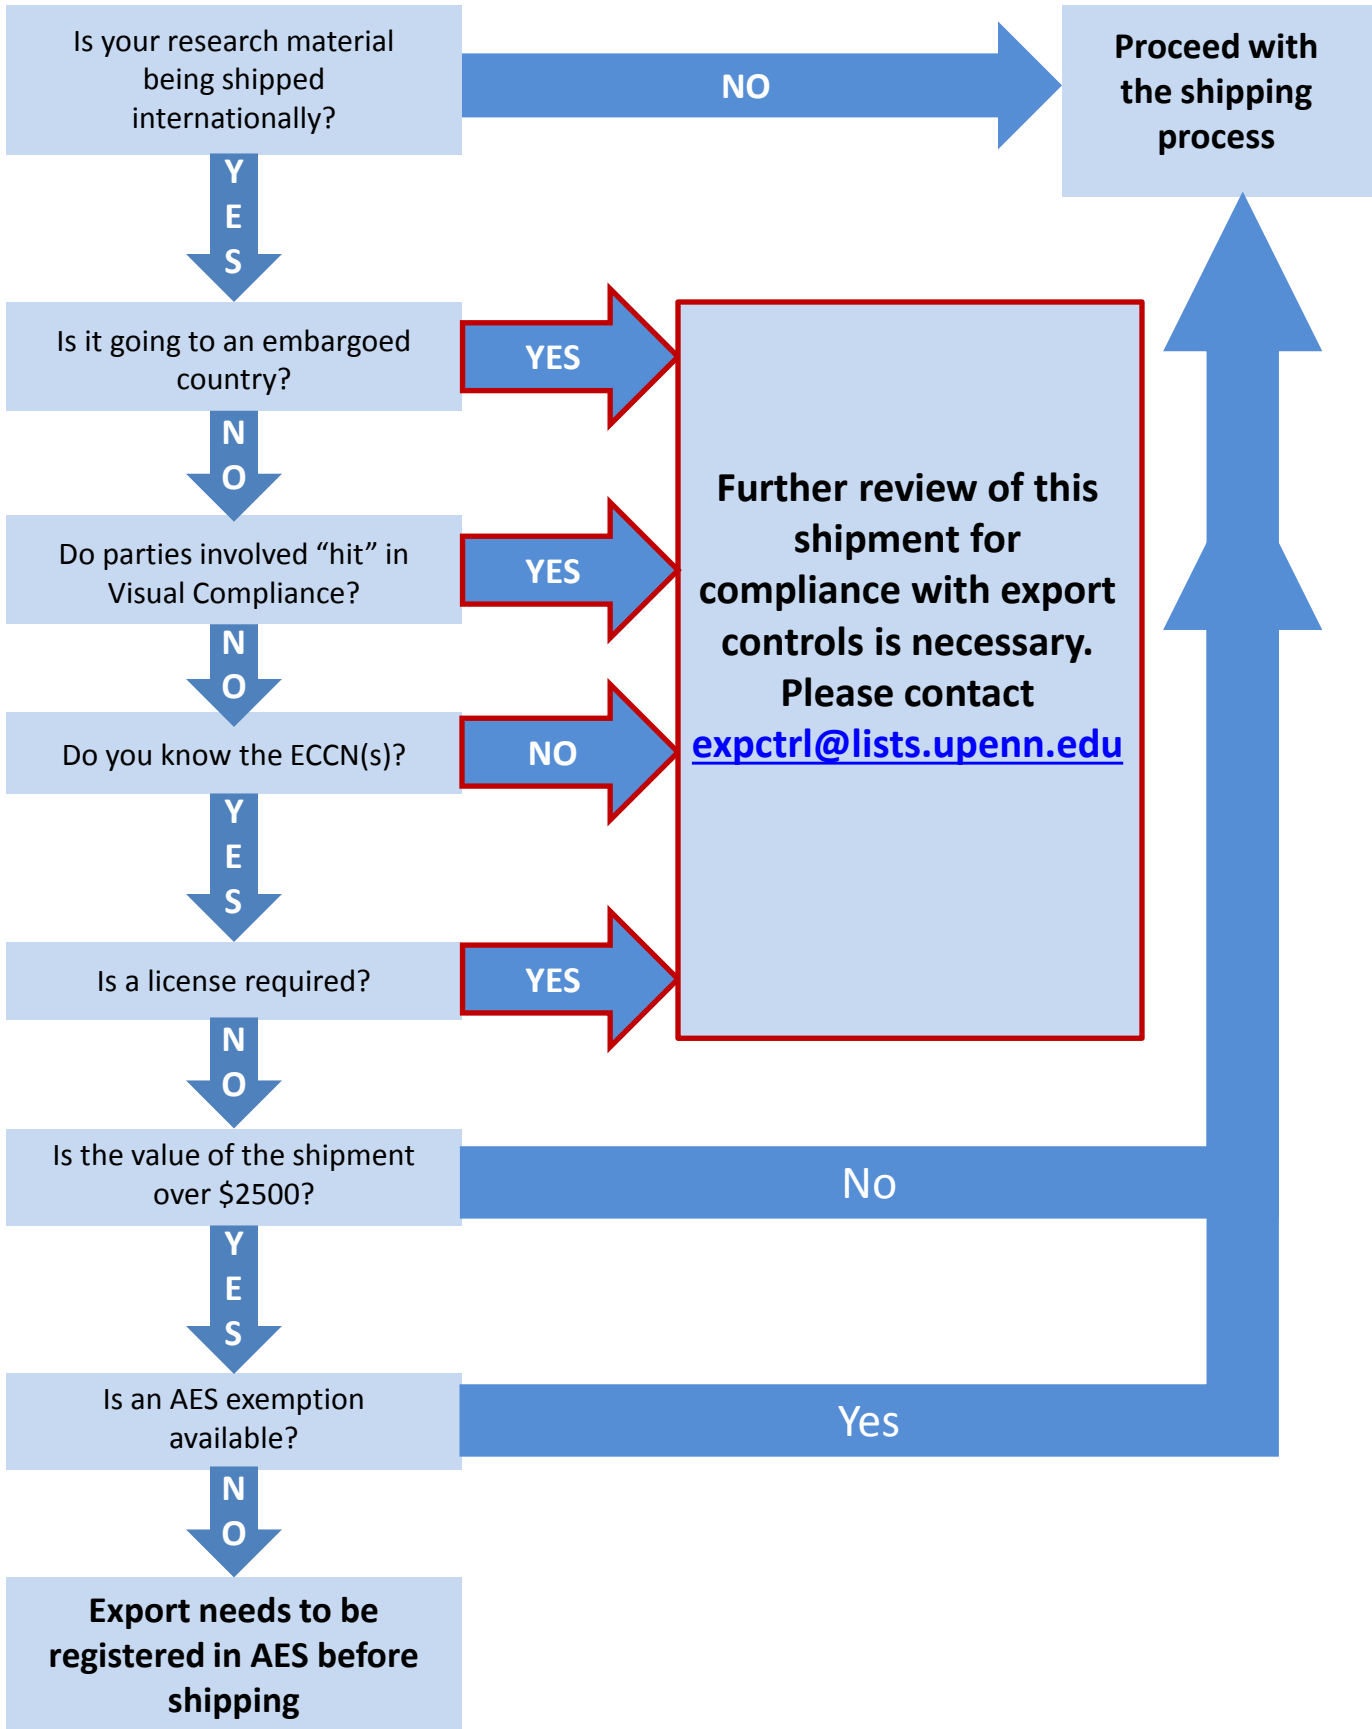 Is your research material
being shipped
internationally?
NO
Proceed with
the shipping
process
Y
E
S
Is it going to an embargoed
country?
YES
N
O
Do parties involved “hit” in
Visual Compliance?
YES
N
O
Do you know the ECCN(s)?
NO
Y
E
S
Is a license required?
YES
Further review of this
shipment for
compliance with export
controls is necessary.
Please contact
expctrl@lists.upenn.edu
N
O
Is the value of the shipment
over $2500?
No
Y
E
S
Is an AES exemption
available?
Yes
N
O
Export needs to be
registered in AES before
shipping